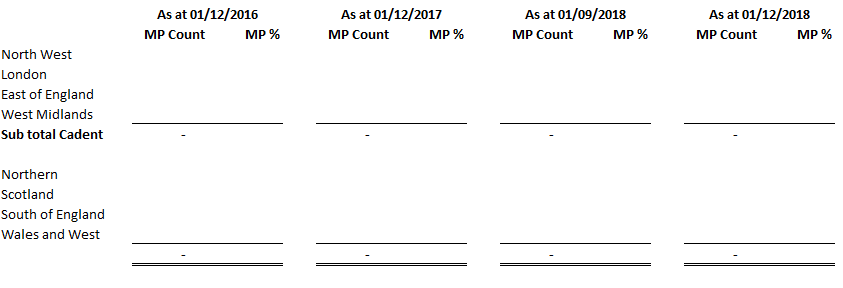 As at 01/12/2016 As at 01/12/2017 As at 01/09/2018 As at 01/12/2018
MP Count MP % MP Count MP % MP Count MP % MP Count MP %
North West
London
East of England
West Midlands
Sub total Cadent - - - -
Northern
Scotland
South of England
Wales and West
- - - -